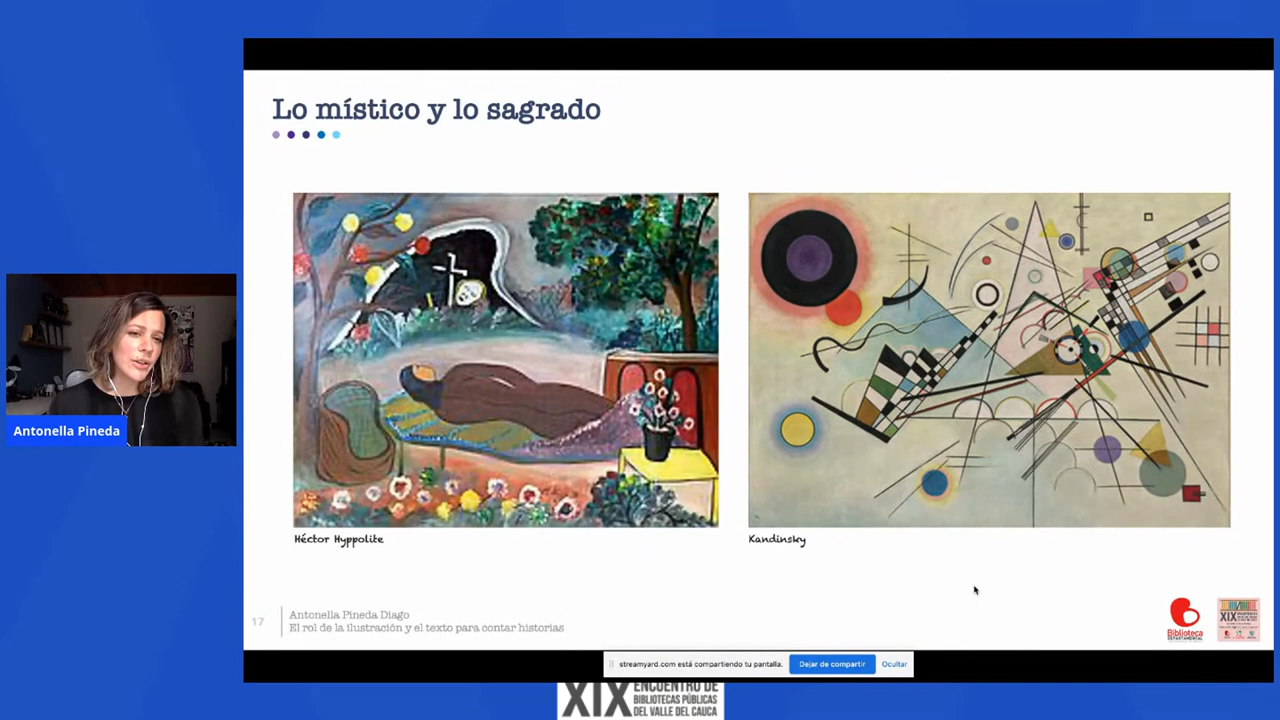 Lo místico y lo sagrado
Antonella Pineda
Héctor Hyppolite
Kandinsky
17
Antonella Pineda Diago
El rol de la ilustración y el texto para contar historias
Biblioteca
DEPARTAMENTAL
XIX
streamyard.com está compartiendo tu pantalla.
Dejar de compartir
Ocultar
XIX
ENCUENTRO DE
BIBLIOTECAS PÚBLICAS
DEL VALLE DEL CAUCA